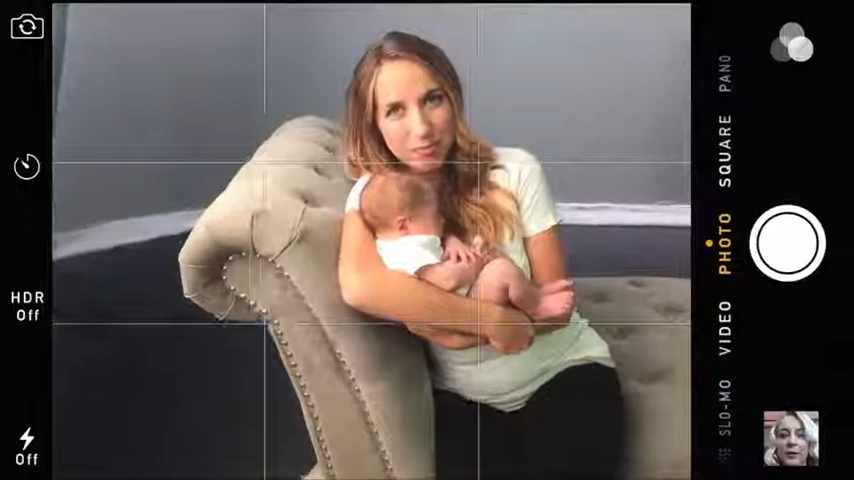 HDR
Off
Off
PANO
SQUARE
PHOTO
VIDEO
SLO-MO